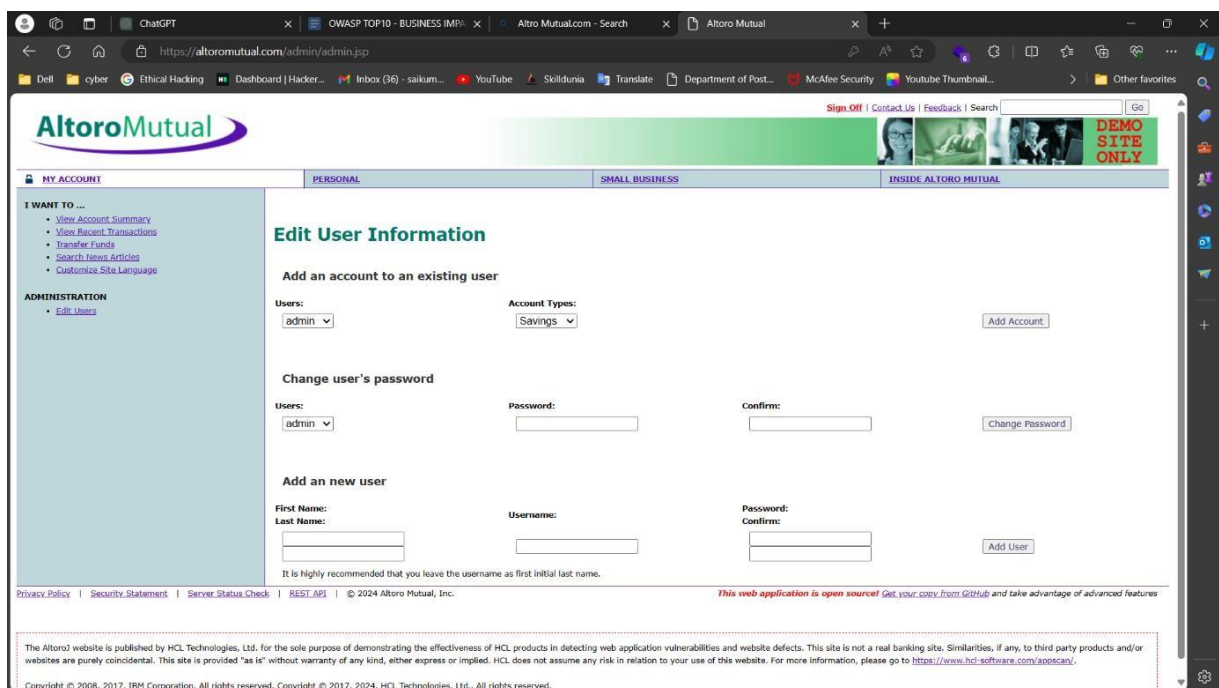 ChatGPT
OWASP TOP10 - BUSINESS IMPA
Altro Mutual.com - Search
Altoro Mutual
https://altoromutual.com/admin/admin.jsp
6
Dell
cyber
Ethical Hacking
Dashboard | Hacker...
Inbox (36) - saikum...
YouTube
Skilldunia
Translate
Department of Post...
McAfee Security
Youtube Thumbnail...
Other favorites
Sign Off | Contact Us | Feedback | Search
Go
AltoroMutual
DEMO
SITE
ONLY
MY ACCOUNT
PERSONAL
SMALL BUSINESS
INSIDE ALTORO MUTUAL
I WANT TO ...
View Account Summary
View Recent Transactions
Transfer Funds
Search News Articles
Customize Site Language
ADMINISTRATION
Edit Users
Edit User Information
Add an account to an existing user
Users: Account Types:
admin Savings Add Account
Change user's password
Users: Password: Confirm:
admin Change Password
Add an new user
First Name:
Last Name:
Username:
Password:
Confirm:
Add User
It is highly recommended that you leave the username as first initial last name.
Privacy Policy | Security Statement | Server Status Check | REST API | © 2024 Altoro Mutual, Inc.
This web application is open source! Get your copy from GitHub and take advantage of advanced features
The AltoroJ website is published by HCL Technologies, Ltd. for the sole purpose of demonstrating the effectiveness of HCL products in detecting web application vulnerabilities and website defects. This site is not a real banking site. Similarities, if any, to third party products and/or
websites are purely coincidental. This site is provided "as is" without warranty of any kind, either express or implied. HCL does not assume any risk in relation to your use of this website. For more information, please go to https://www.hcl-software.com/appscan/.
Copyright © 2008, 2017, IBM Corporation, All rights reserved, Copyright © 2017, 2024, HCL Technologies, Ltd., All rights reserved.